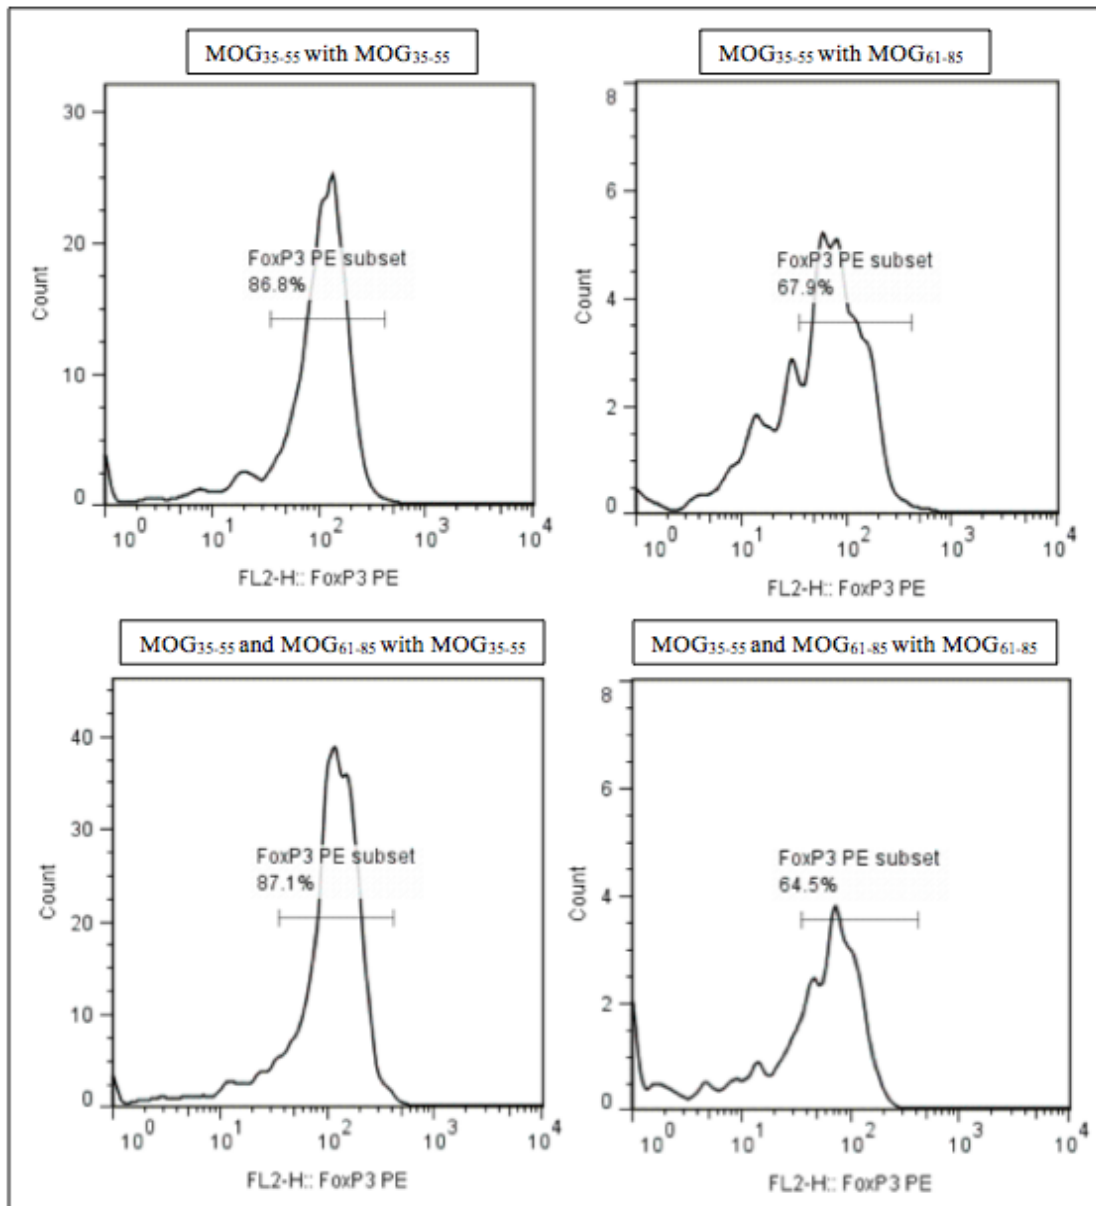 MOG35-55 with MOG35-55
30
20
10
0
Count
FoxP3 PE subset
86.8%
10^0 10^1 10^2 10^3 10^4
FL2-H:: FoxP3 PE
MOG35-55 with MOG61-85
8
6
4
2
0
Count
FoxP3 PE subset
67.9%
10^0 10^1 10^2 10^3 10^4
FL2-H:: FoxP3 PE
MOG35-55 and MOG61-85 with MOG35-55
40
30
20
10
0
Count
FoxP3 PE subset
87.1%
10^0 10^1 10^2 10^3 10^4
FL2-H:: FoxP3 PE
MOG35-55 and MOG61-85 with MOG61-85
8
6
4
2
0
Count
FoxP3 PE subset
64.5%
10^0 10^1 10^2 10^3 10^4
FL2-H:: FoxP3 PE